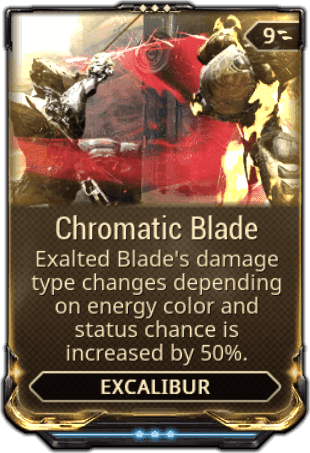 9
Chromatic Blade
Exalted Blade's damage
type changes depending
on energy color and
status chance is
increased by 50%.
EXCALIBUR